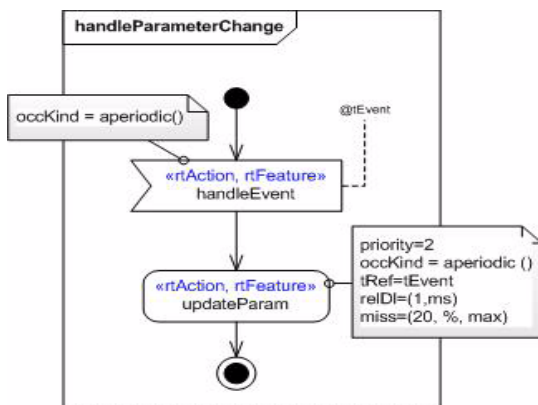 handleParameterChange
occKind = aperiodic()
@tEvent
«rtAction, rtFeature»
handleEvent
«rtAction, rtFeature»
updateParam
priority=2
occKind = aperiodic ()
tRef=tEvent
relDl=(1,ms)
miss=(20, %, max)